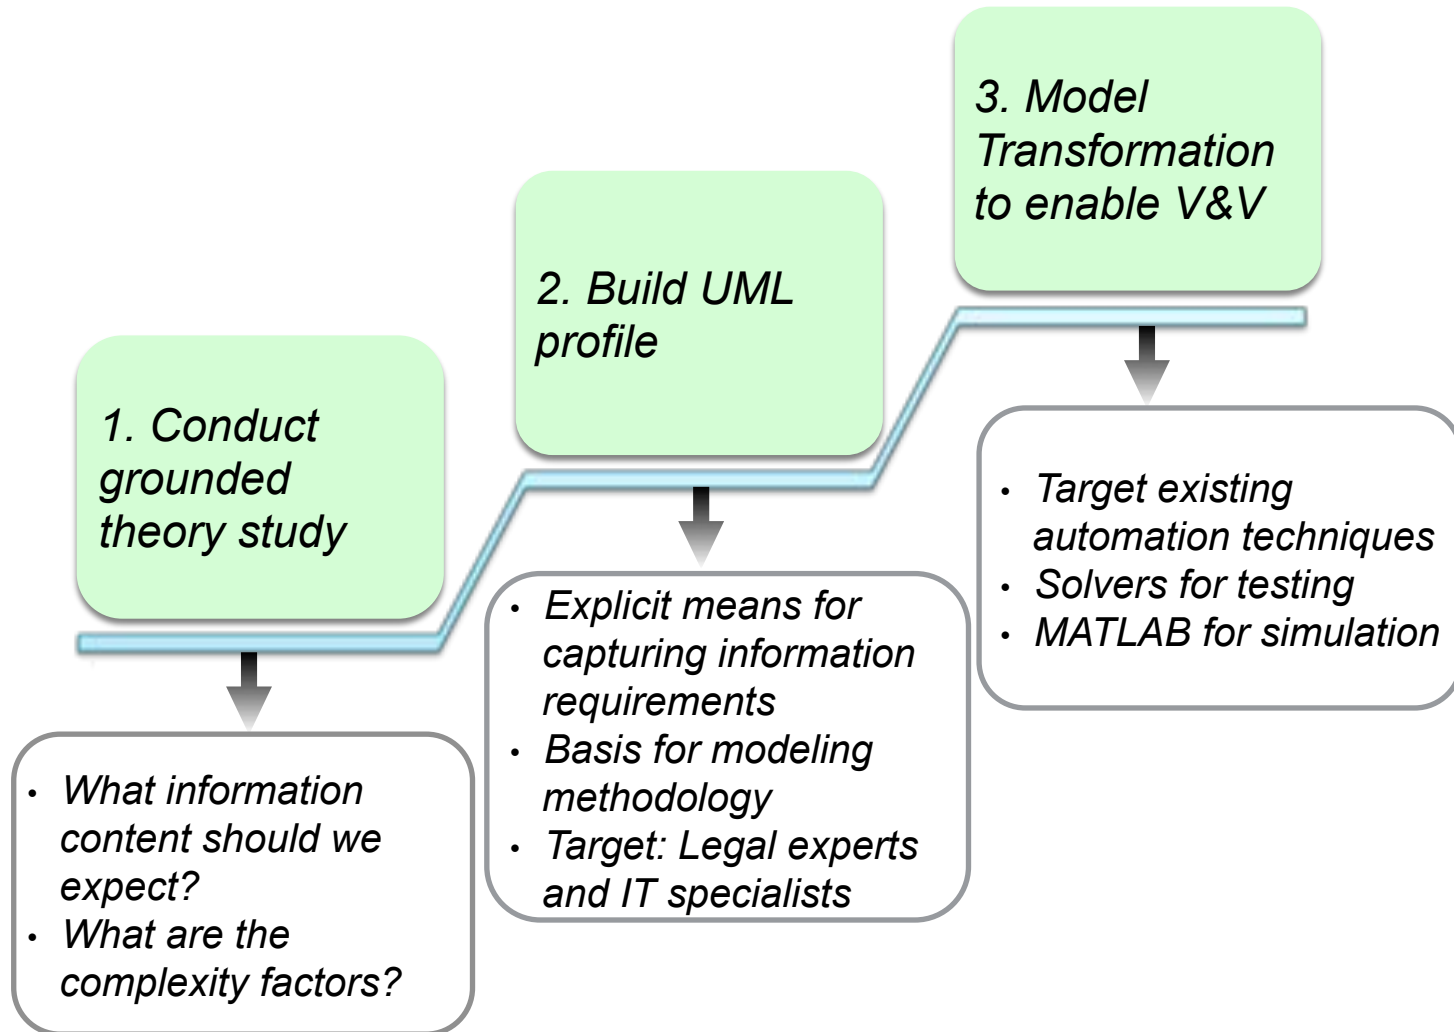 1. Conduct
grounded
theory study
• What information
content should we
expect?
• What are the
complexity factors?
2. Build UML
profile
• Explicit means for
capturing information
requirements
• Basis for modeling
methodology
• Target: Legal experts
and IT specialists
3. Model
Transformation
to enable V&V
• Target existing
automation techniques
• Solvers for testing
• MATLAB for simulation